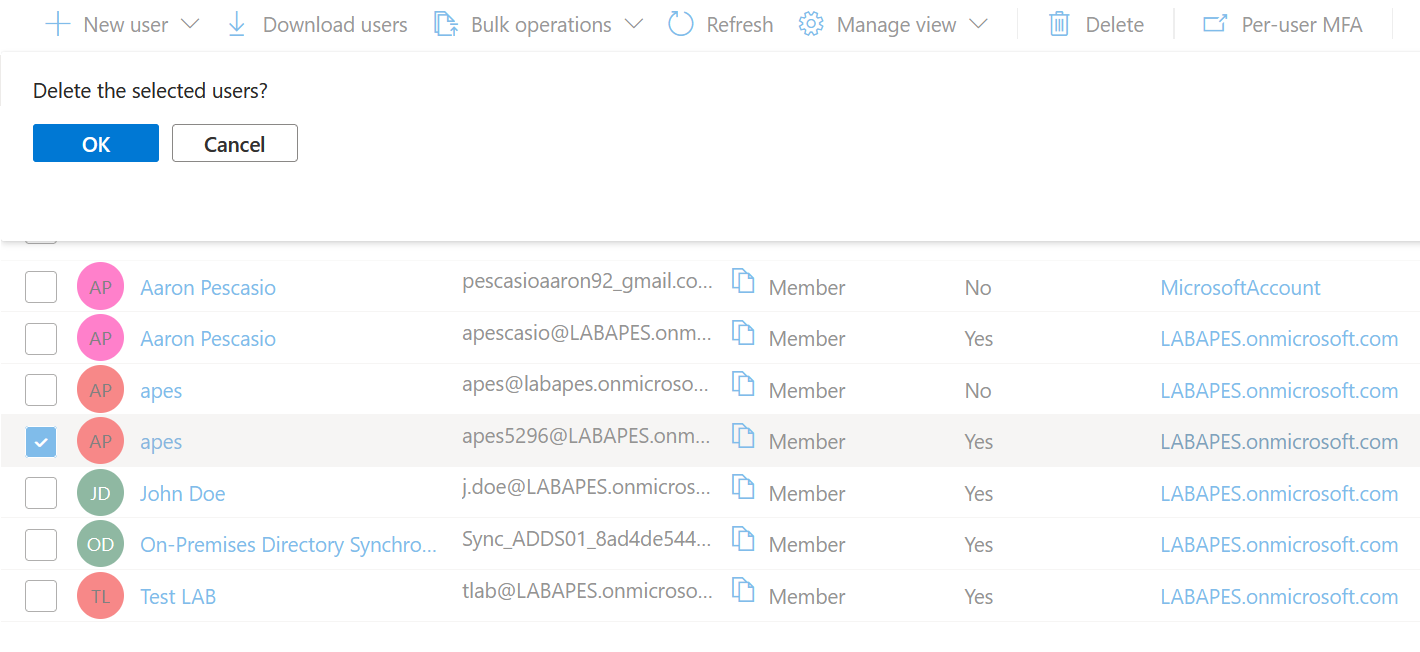 New user Download users Bulk operations Refresh Manage view Delete Per-user MFA
Delete the selected users?
OK Cancel
AP Aaron Pescasio pescasioaaron92_gmail.co... Member No MicrosoftAccount
AP Aaron Pescasio apescasio@LABAPES.onm... Member Yes LABAPES.onmicrosoft.com
AP apes apes@labapes.onmicroso... Member No LABAPES.onmicrosoft.com
AP apes apes5296@LABAPES.onm... Member Yes LABAPES.onmicrosoft.com
JD John Doe j.doe@LABAPES.onmicros... Member Yes LABAPES.onmicrosoft.com
OD On-Premises Directory Synchro... Sync_ADDS01_8ad4de544... Member Yes LABAPES.onmicrosoft.com
TL Test LAB tlab@LABAPES.onmicroso... Member Yes LABAPES.onmicrosoft.com